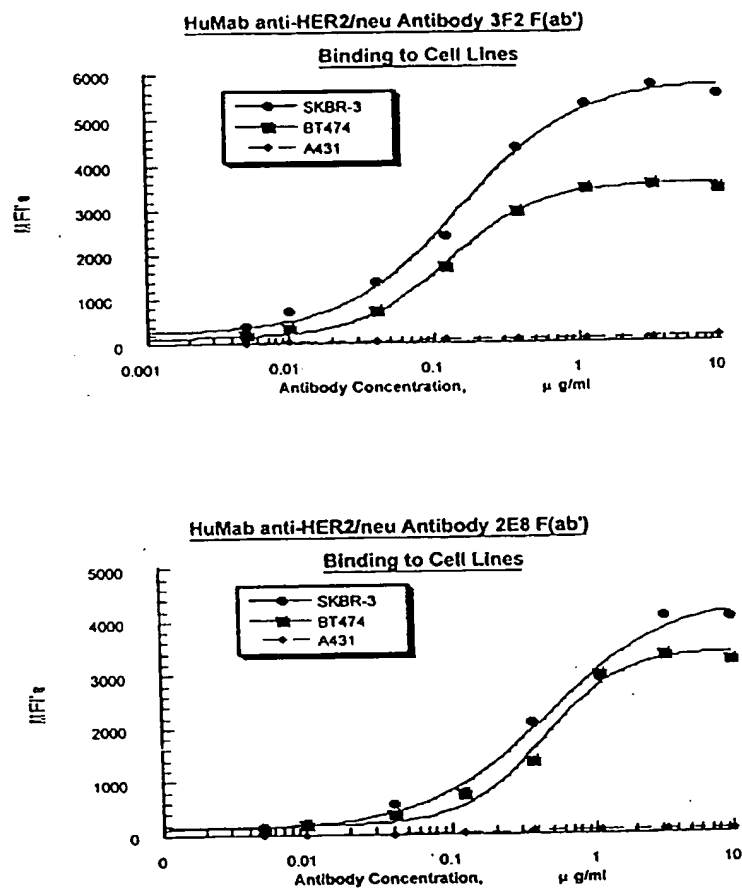 HuMab anti-HER2/neu Antibody 3F2 F(ab')
Binding to Cell Lines
6000
5000
4000
3000
2000
1000
0
SKBR-3
BT474
A431
MFI's
0.001
0.01
0.1
1
10
Antibody Concentration, μ g/ml
HuMab anti-HER2/neu Antibody 2E8 F(ab')
Binding to Cell Lines
5000
4000
3000
2000
1000
0
SKBR-3
BT474
A431
MFI's
0
0.01
0.1
1
10
Antibody Concentration, μ g/ml